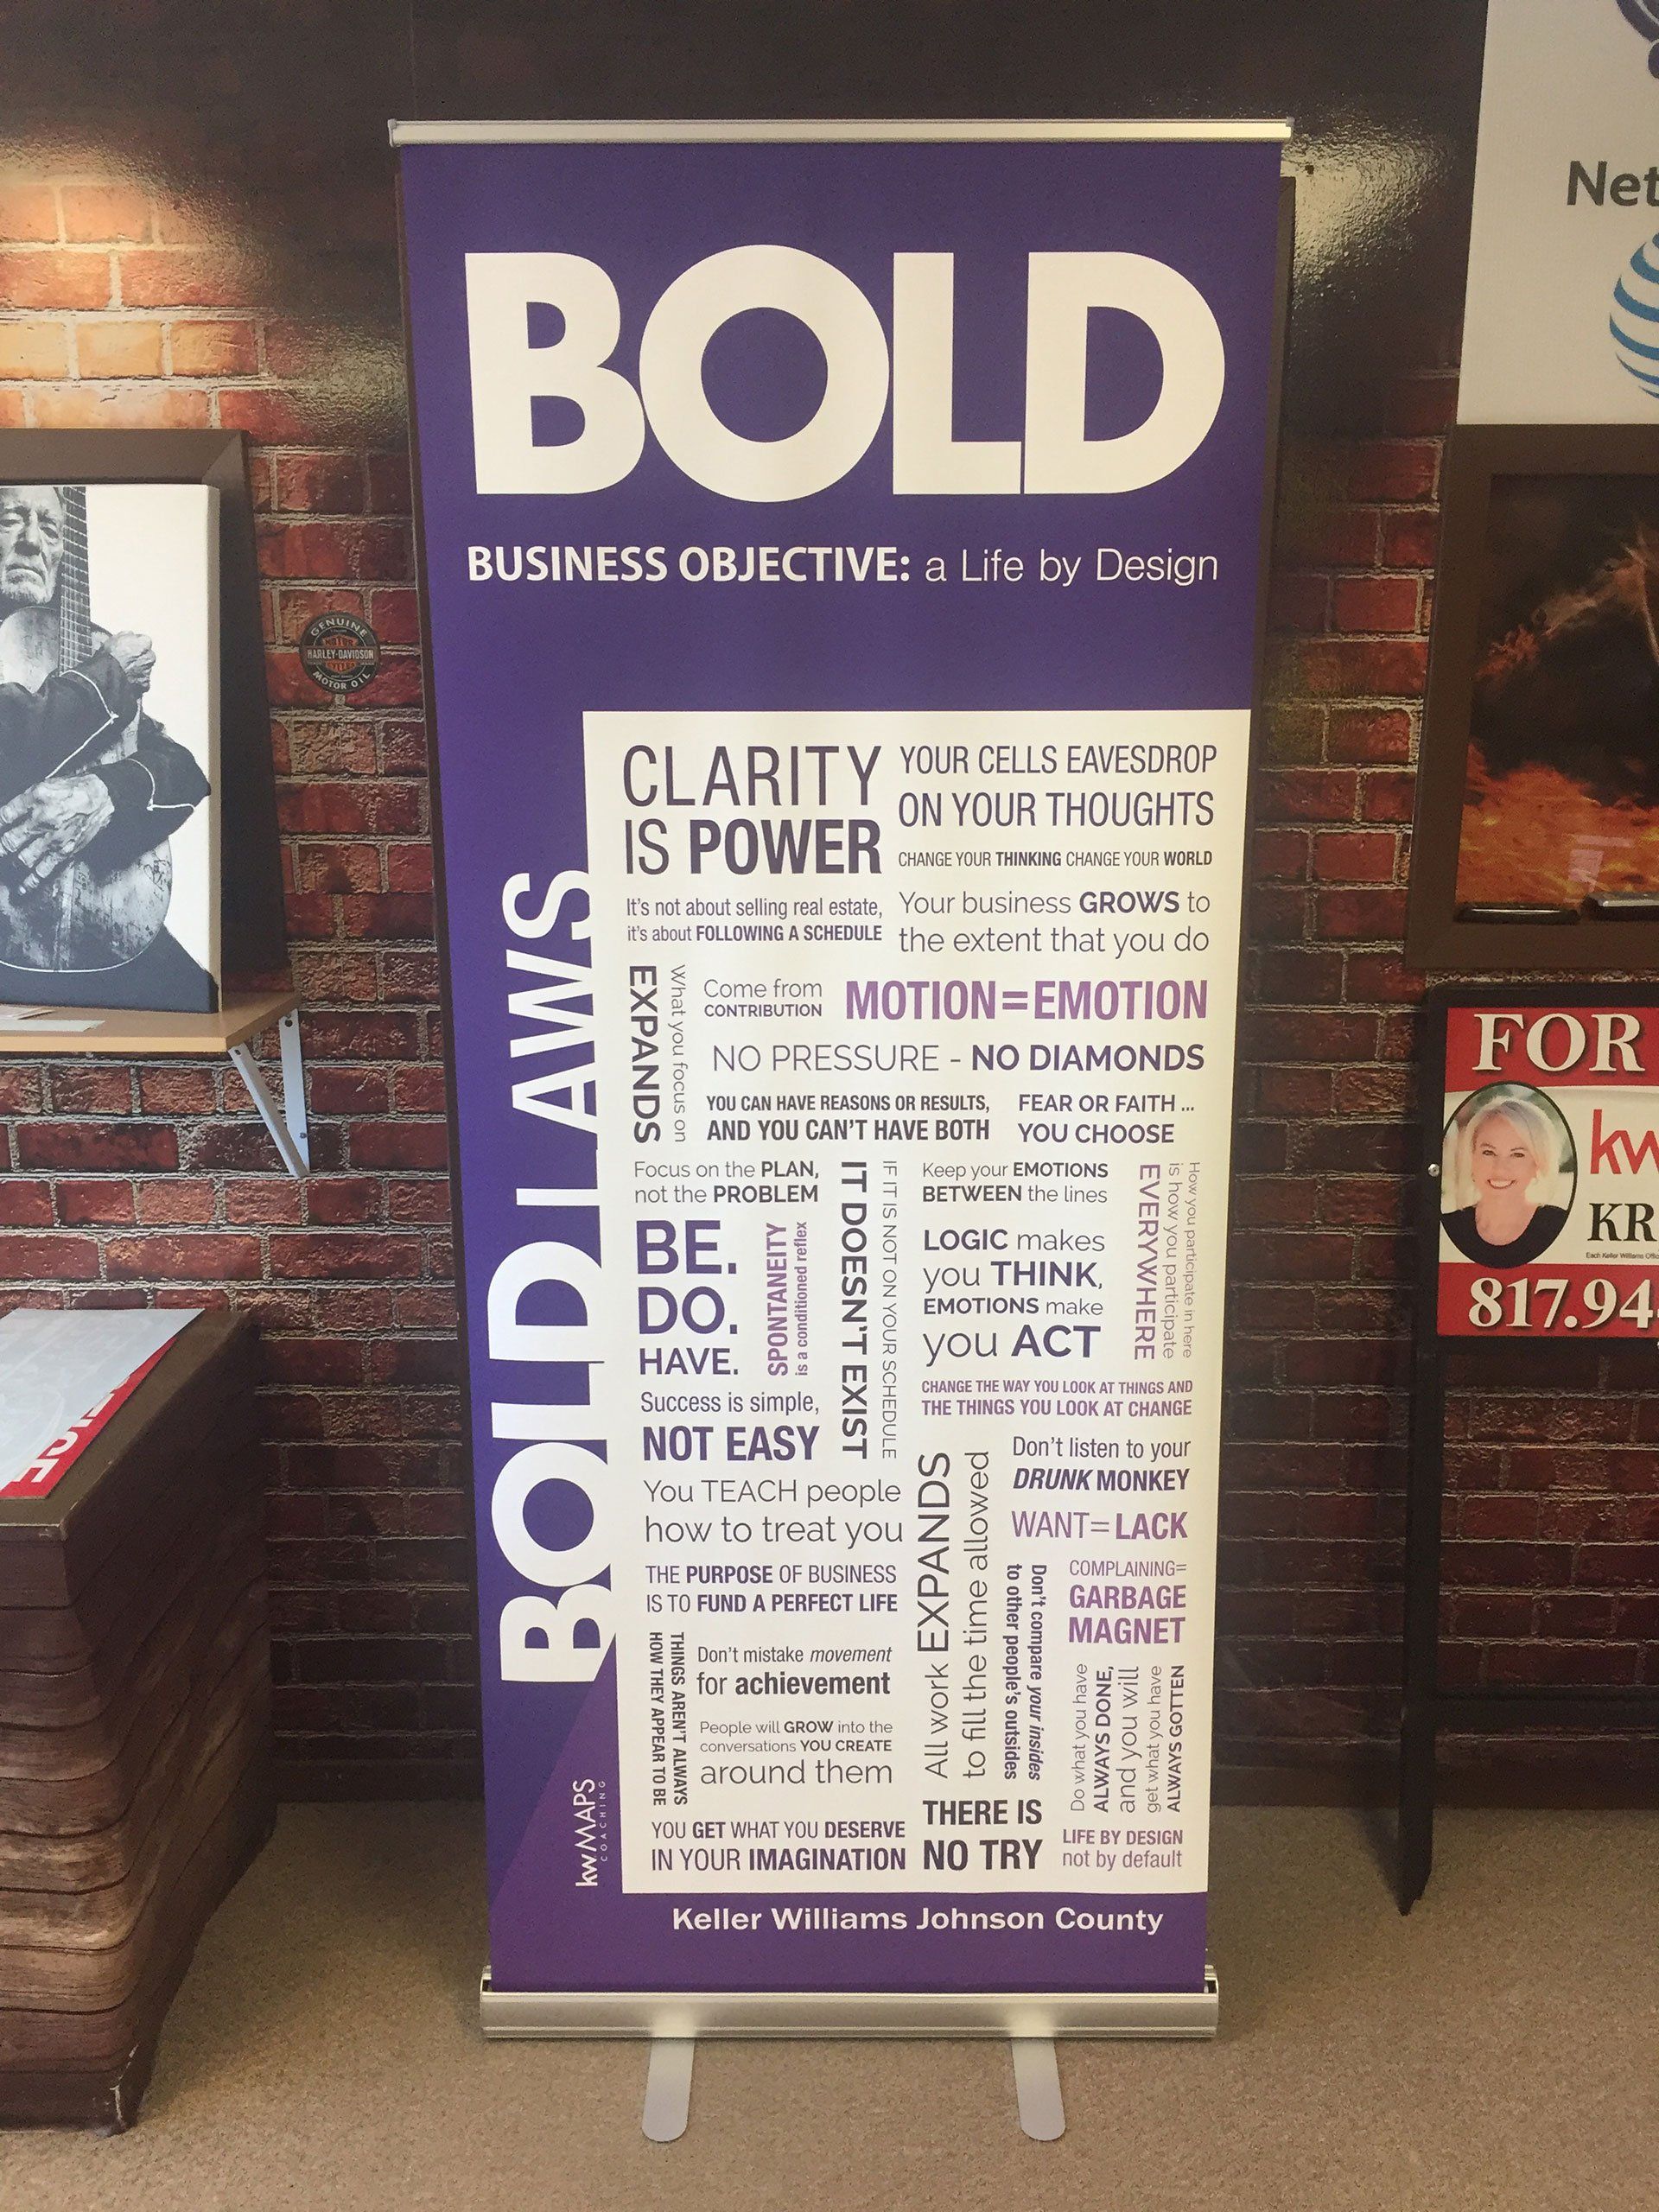 BOLD
BUSINESS OBJECTIVE: a Life by Design
BOLD LAWS
CLARITY
IS POWER
YOUR CELLS EAVESDROP
ON YOUR THOUGHTS
CHANGE YOUR THINKING CHANGE YOUR WORLD
It's not about selling real estate,
it's about FOLLOWING A SCHEDULE
Your business GROWS to
the extent that you do
What you focus on
EXPANDS
Come from
CONTRIBUTION
MOTION=EMOTION
NO PRESSURE - NO DIAMONDS
YOU CAN HAVE REASONS OR RESULTS,
AND YOU CAN'T HAVE BOTH
FEAR OR FAITH ...
YOU CHOOSE
Focus on the PLAN,
not the PROBLEM
IF IT IS NOT ON YOUR SCHEDULE
IT DOESN'T EXIST
Keep your EMOTIONS
BETWEEN the lines
How you participate in here
is how you participate
EVERYWHERE
BE.
DO.
HAVE.
SPONTANEITY
is a conditioned reflex
LOGIC makes
you THINK,
EMOTIONS make
you ACT
Success is simple,
NOT EASY
CHANGE THE WAY YOU LOOK AT THINGS AND
THE THINGS YOU LOOK AT CHANGE
You TEACH people
how to treat you
All work EXPANDS
to fill the time allowed
Don't listen to your
DRUNK MONKEY
WANT=LACK
THE PURPOSE OF BUSINESS
IS TO FUND A PERFECT LIFE
Don't compare your insides
to other people's outsides
COMPLAINING=
GARBAGE
MAGNET
THINGS AREN'T ALWAYS
HOW THEY APPEAR TO BE
Don't mistake movement
for achievement
People will GROW into the
conversations YOU CREATE
around them
Do what you have
ALWAYS DONE,
and you will
get what you have
ALWAYS GOTTEN
YOU GET WHAT YOU DESERVE
IN YOUR IMAGINATION
THERE IS
NO TRY
LIFE BY DESIGN
not by default
kw MAPS
COACHING
Keller Williams Johnson County
GENUINE
HARLEY-DAVIDSON
MOTOR OIL
Net
FOR
kw
KR
817.94